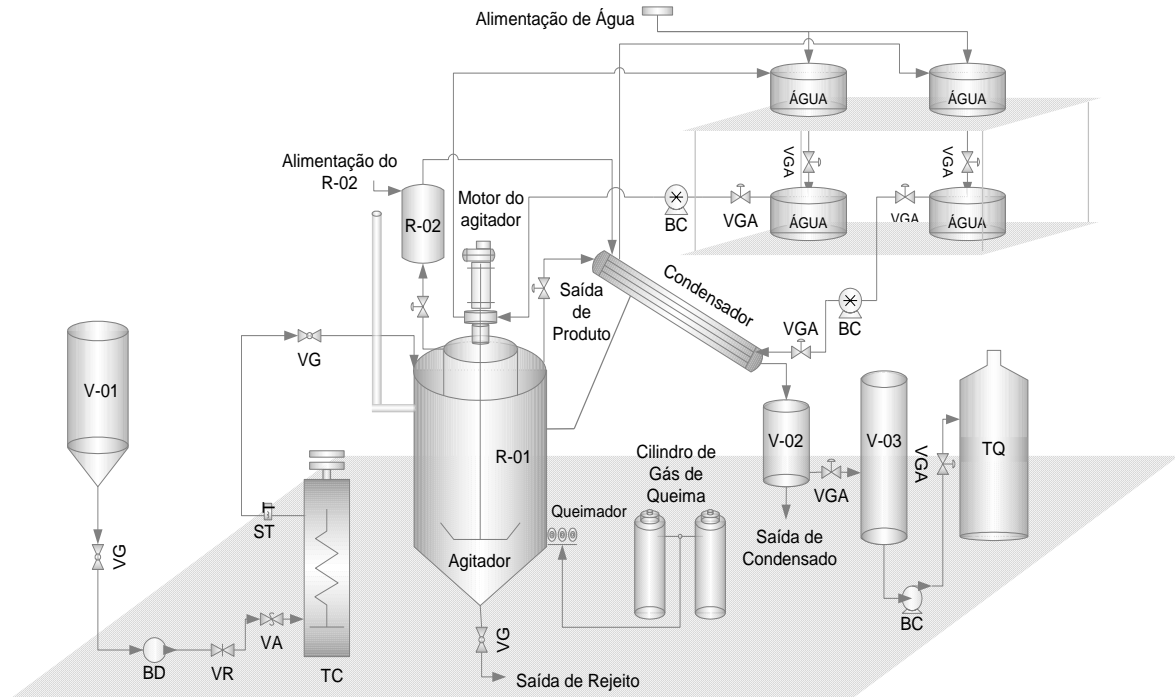 Alimentação de Água
ÁGUA
ÁGUA
Alimentação do
R-02
VGA
VGA
R-02
Motor do
agitador
BC
VGA
ÁGUA
VGA
ÁGUA
Condensador
Saída
de
Produto
VG
VGA
BC
V-01
R-01
V-02
V-03
VGA
TQ
Cilindro de
Gás de
Queima
VGA
Queimador
ST
T
Saída de
Condensado
Agitador
VG
VG
BC
VA
BD
VR
TC
Saída de Rejeito